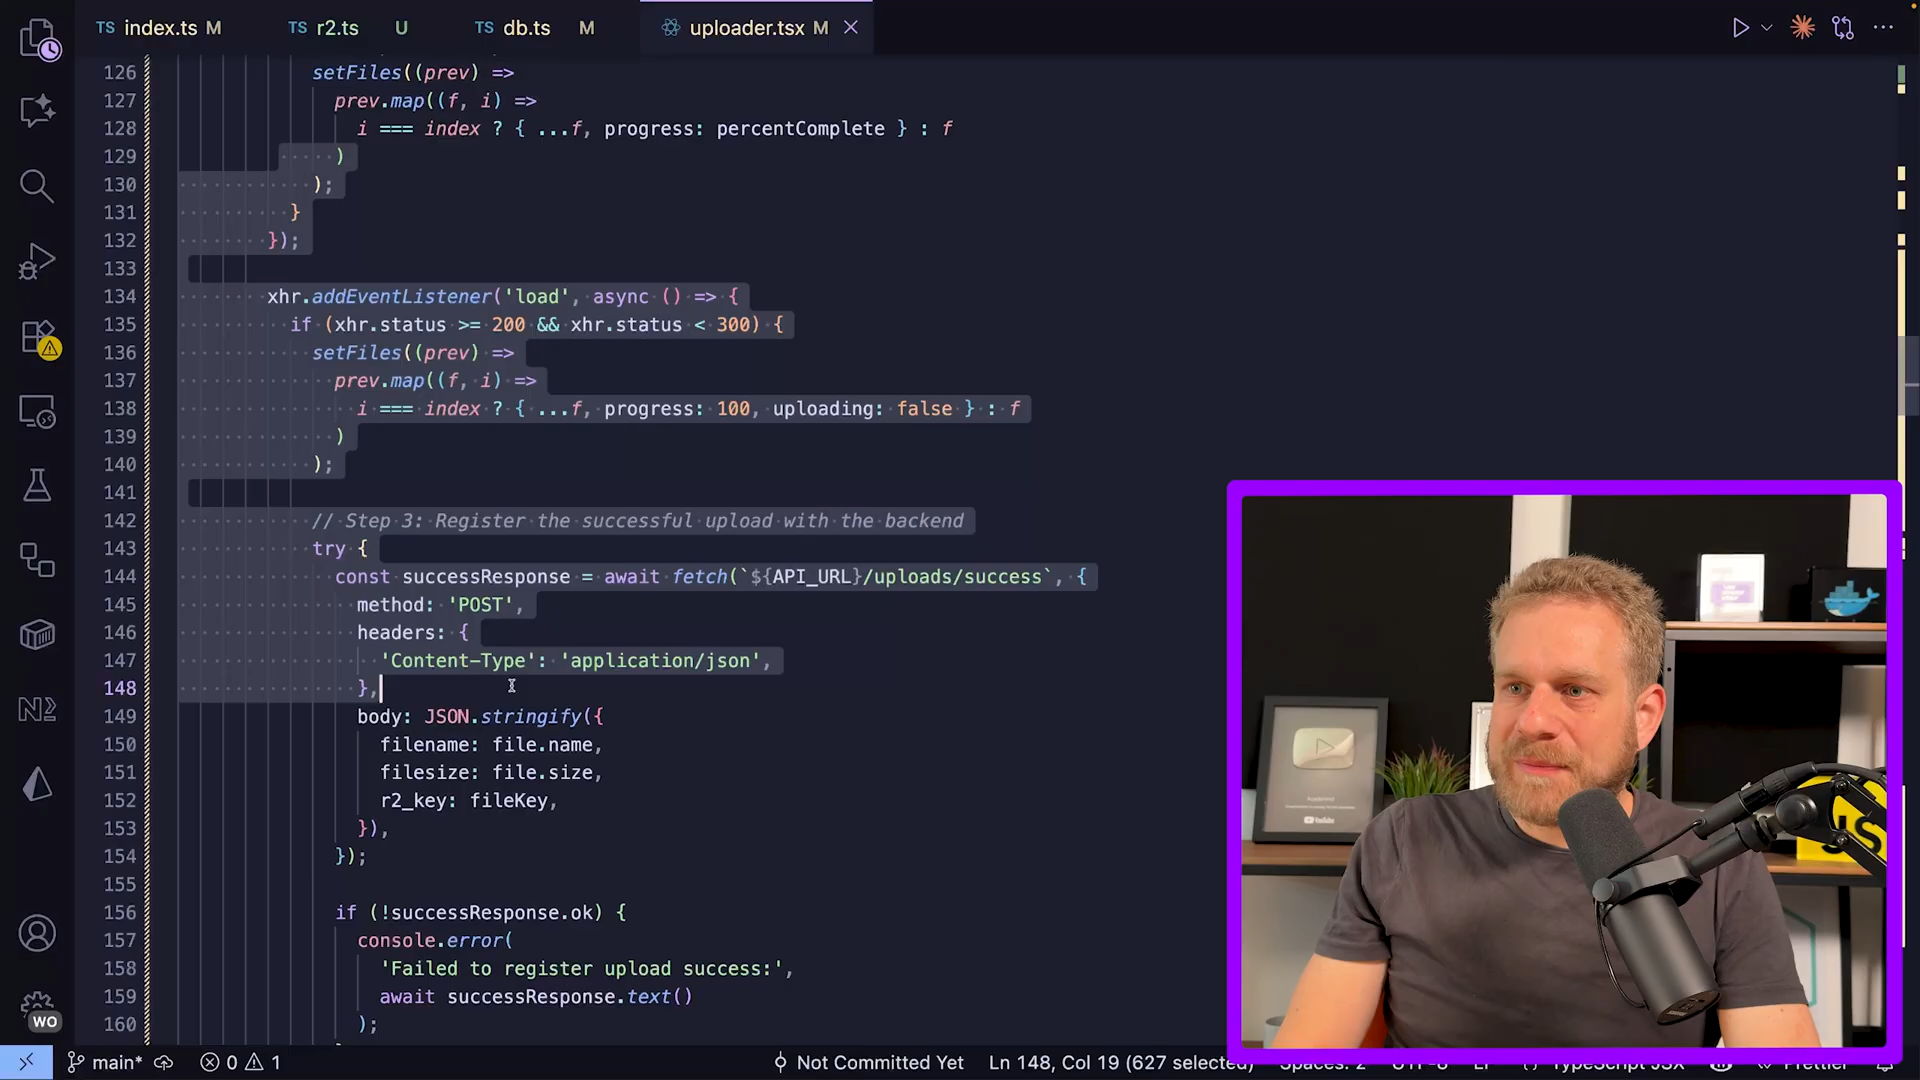 TS index.ts M
TS r2.ts U
TS db.ts M
uploader.tsx M
126 setFiles((prev) =>
127 prev.map((f, i) =>
128 i === index ? { ...f, progress: percentComplete } : f
129 )
130 );
131 }
132 });
133
134 xhr.addEventListener('load', async () => {
135 if (xhr.status >= 200 && xhr.status < 300) {
136 setFiles((prev) =>
137 prev.map((f, i) =>
138 i === index ? { ...f, progress: 100, uploading: false } : f
139 )
140 );
141
142 // Step 3: Register the successful upload with the backend
143 try {
144 const successResponse = await fetch(`${API_URL}/uploads/success`, {
145 method: 'POST',
146 headers: {
147 'Content-Type': 'application/json',
148 },
149 body: JSON.stringify({
150 filename: file.name,
151 filesize: file.size,
152 r2_key: fileKey,
153 }),
154 });
155
156 if (!successResponse.ok) {
157 console.error(
158 'Failed to register upload success:',
159 await successResponse.text()
160 );
WO
YouTube
JS
main* 0 1
Not Committed Yet
Ln 148, Col 19 (627 selected)